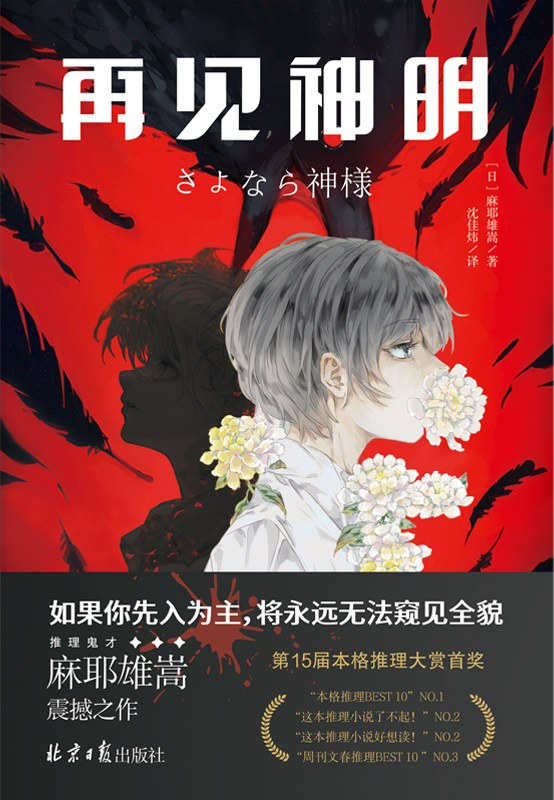 再见神明
さよなら神様
［日］麻耶雄嵩／著
沈佳炜／译
如果你先入为主，将永远无法窥见全貌
推理鬼才
麻耶雄嵩
震撼之作
北京日报出版社
第15届本格推理大赏首奖
“本格推理BEST 10”NO.1
“这本推理小说了不起！”NO.2
“这本推理小说好想读！”NO.2
“周刊文春推理BEST 10 ”NO.3